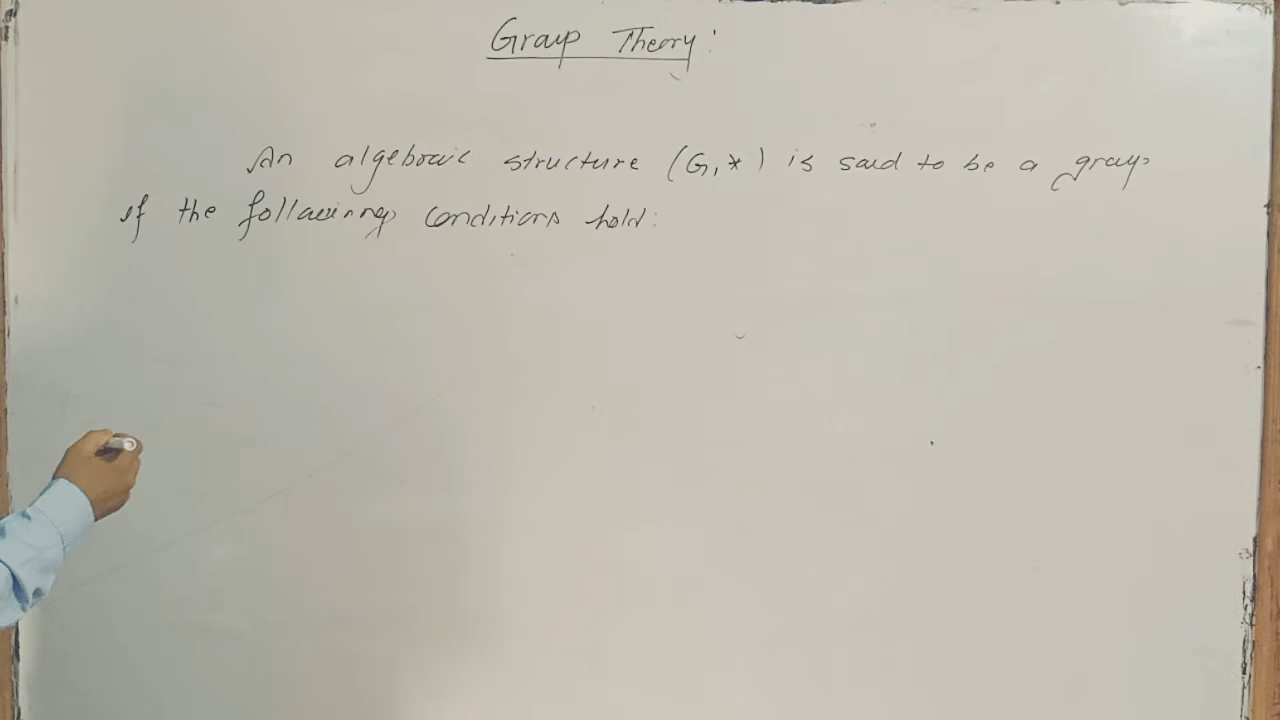 Group Theory:
An algebraic structure (G, *) is said to be a group
if the following conditions hold: